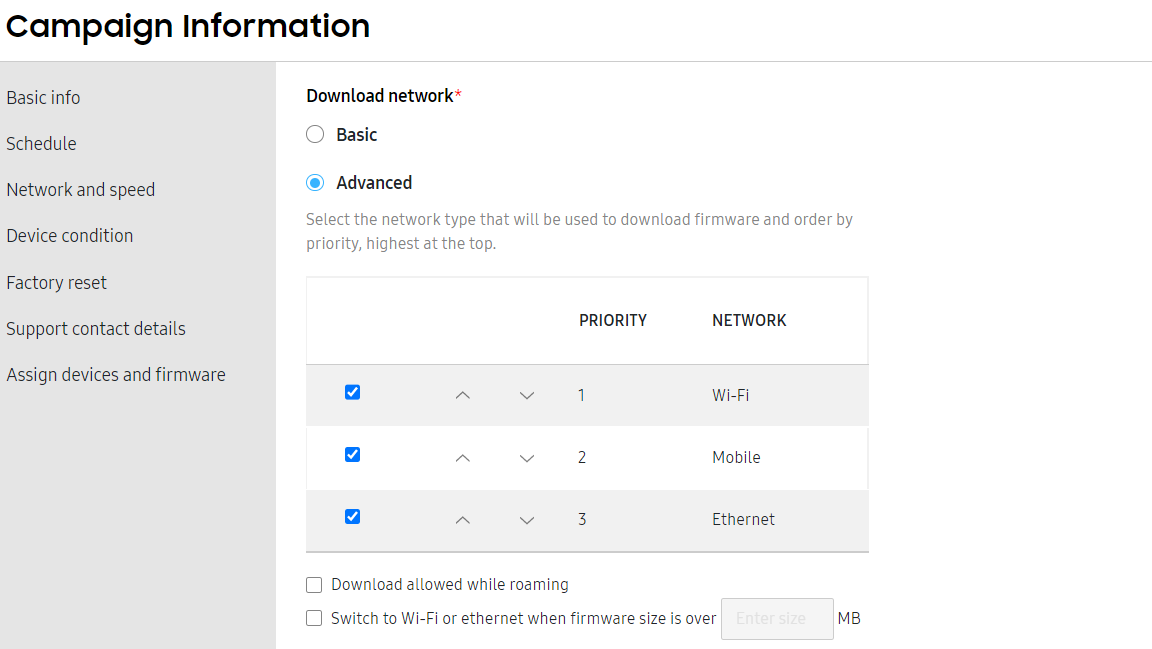 Campaign Information
Basic info
Schedule
Network and speed
Device condition
Factory reset
Support contact details
Assign devices and firmware
Download network*
Basic
Advanced
Select the network type that will be used to download firmware and order by
priority, highest at the top.
PRIORITY NETWORK
1 Wi-Fi
2 Mobile
3 Ethernet
Download allowed while roaming
Switch to Wi-Fi or ethernet when firmware size is over Enter size MB